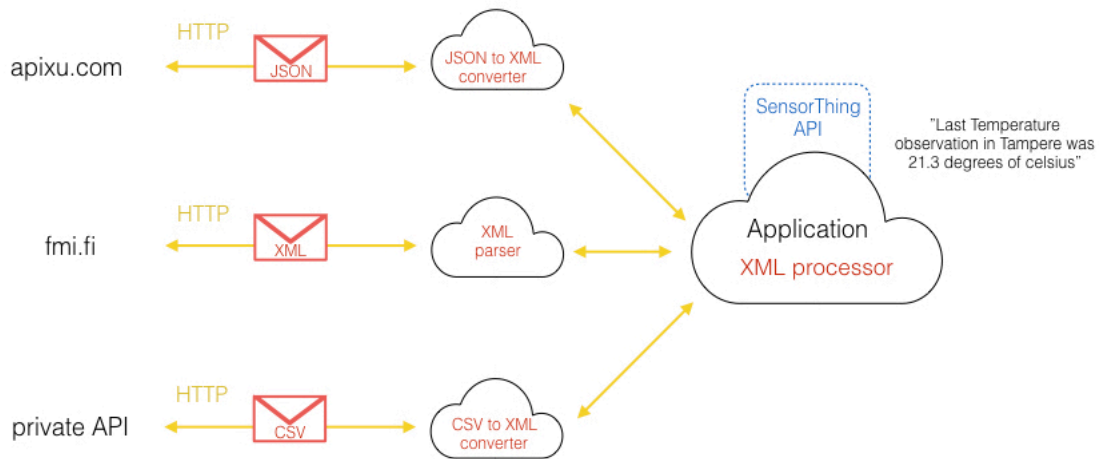 HTTP
apixu.com
JSON
JSON to XML
converter
SensorThing
API
"Last Temperature
observation in Tampere was
21.3 degrees of celsius"
HTTP
fmi.fi
XML
XML
parser
Application
XML processor
HTTP
private API
CSV
CSV to XML
converter